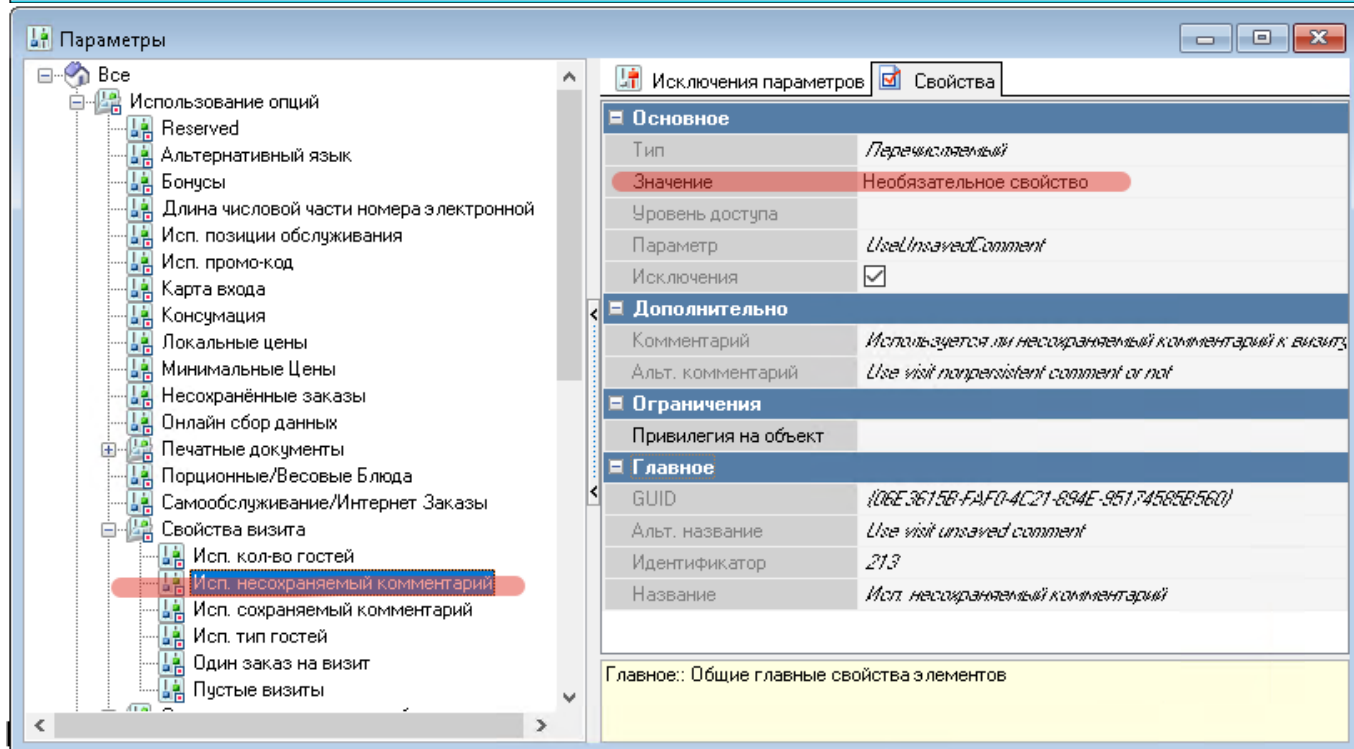 Параметры
Все
Использование опций
Reserved
Альтернативный язык
Бонусы
Длина числовой части номера электронной
Исп. позиции обслуживания
Исп. промо-код
Карта входа
Консумация
Локальные цены
Минимальные Цены
Несохранённые заказы
Онлайн сбор данных
Печатные документы
Порционные/Весовые Блюда
Самообслуживание/Интернет Заказы
Свойства визита
Исп. кол-во гостей
Исп. несохраняемый комментарий
Исп. сохраняемый комментарий
Исп. тип гостей
Один заказ на визит
Пустые визиты
Исключения параметров Свойства
Основное
Тип Перечисляемый
Значение Необязательное свойство
Уровень доступа
Параметр UseUnsavedComment
Исключения
Дополнительно
Комментарий Используется ли несохраняемый комментарий к визиту
Альт. комментарий Use visit nonpersistent comment or not
Ограничения
Привилегия на объект
Главное
GUID {06E3615B-FAF0-4C21-894E-95174585B560}
Альт. название Use visit unsaved comment
Идентификатор 213
Название Исп. несохраняемый комментарий
Главное:: Общие главные свойства элементов